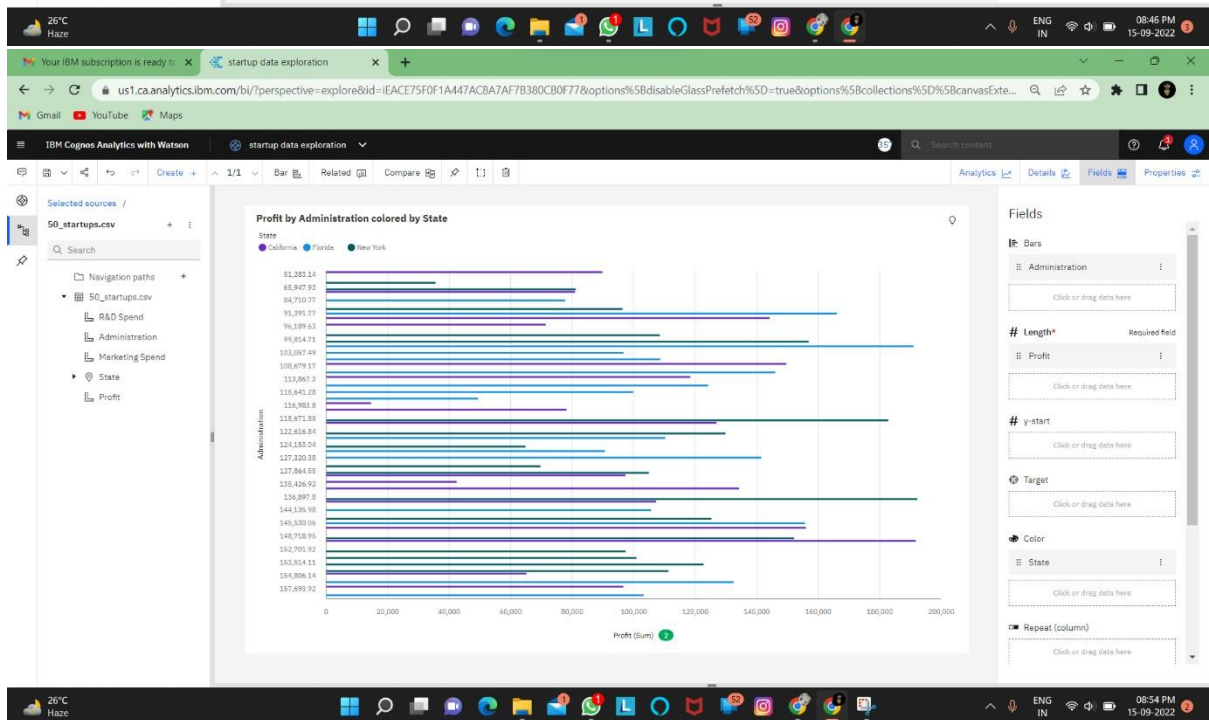 26°C
Haze
ENG
IN
08:46 PM
15-09-2022
Your IBM subscription is ready to
startup data exploration
us1.ca.analytics.ibm.com/bi/?perspective=explore&id=iEACE75F0F1A447AC8A7AF7B380CB0F77&options%5BdisableGlassPrefetch%5D=true&options%5Bcollections%5D%5BcanvasExte...
Gmail YouTube Maps
IBM Cognos Analytics with Watson
startup data exploration
Search content
Create + 1/1 Bar Related Compare
Analytics Details Fields Properties
Selected sources /
50_startups.csv
Search
Navigation paths
50_startups.csv
R&D Spend
Administration
Marketing Spend
State
Profit
Profit by Administration colored by State
State
California Florida New York
51,283.14
65,947.93
84,710.77
91,391.77
96,189.63
99,814.71
103,057.49
108,679.17
113,867.3
115,641.28
116,983.8
118,671.85
122,616.84
124,153.04
127,320.38
127,864.55
135,426.92
136,897.8
144,135.98
145,530.06
148,718.95
152,701.92
153,514.11
154,806.14
157,693.92
Administration
0 20,000 40,000 60,000 80,000 100,000 120,000 140,000 160,000 180,000 200,000
Profit (Sum) 2
Fields
Bars
Administration
Click or drag data here
Length* Required field
Profit
Click or drag data here
y-start
Click or drag data here
Target
Click or drag data here
Color
State
Click or drag data here
Repeat (column)
Click or drag data here
26°C
Haze
ENG
IN
08:54 PM
15-09-2022